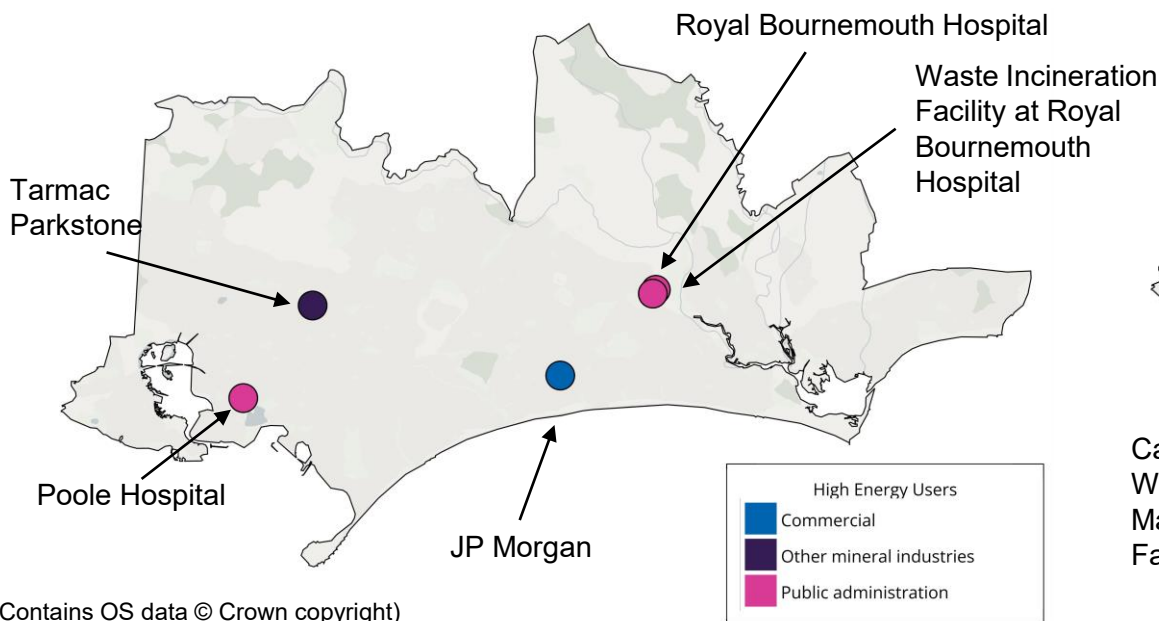 Royal Bournemouth Hospital
Waste Incineration
Facility at Royal
Bournemouth
Hospital
Tarmac
Parkstone
Poole Hospital
JP Morgan
High Energy Users
Commercial
Other mineral industries
Public administration
Contains OS data © Crown copyright)